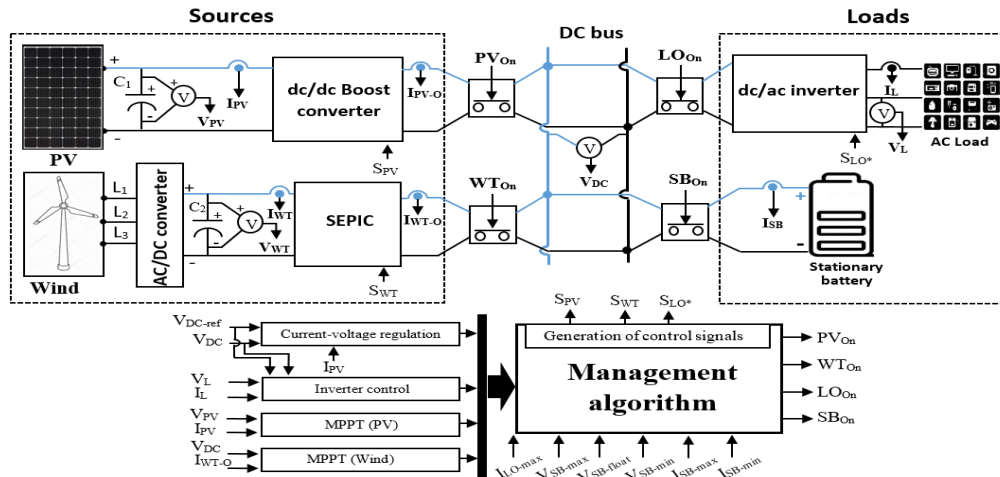 Sources
DC bus
Loads
PV
C1
+
-
V
VPV
IPV
dc/dc Boost converter
SPV
IPV-O
PVOn
LOOn
dc/ac inverter
SLO*
IL
V
VL
AC Load
V
VDC
Wind
L1
L2
L3
AC/DC converter
+
-
C2
V
VWT
IWT
SEPIC
SWT
IWT-O
WTOn
SBOn
ISB
+
-
Stationary battery
VDC-ref
VDC
Current-voltage regulation
IPV
VL
IL
Inverter control
VPV
IPV
MPPT (PV)
VDC
IWT-O
MPPT (Wind)
SPV
SWT
SLO*
Generation of control signals
Management algorithm
PVOn
WTOn
LOOn
SBOn
ILO-max
VSB-max
VSB-float
VSB-min
ISB-max
ISB-min